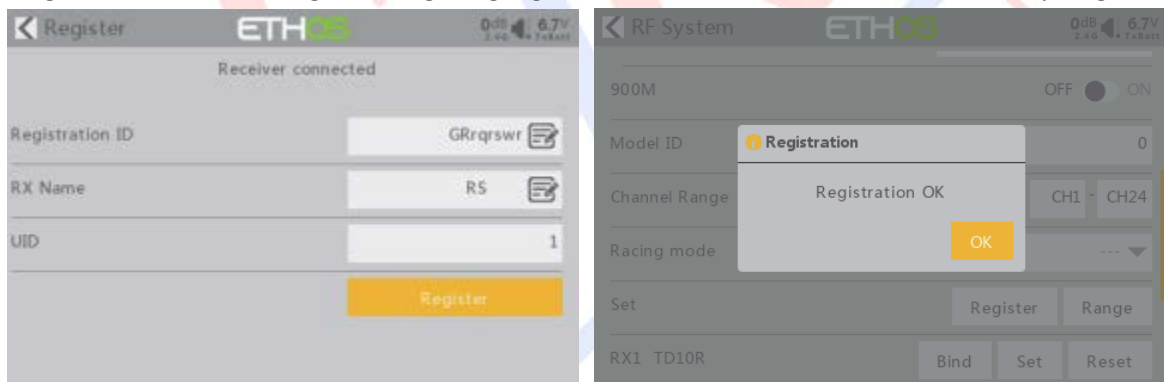 Register ETHOS 0dB 2.4G 6.7V TxBatt
Receiver connected
Registration ID GRrqrswr
RX Name R5
UID 1
Register
RF System ETHOS 0dB 2.4G 6.7V TxBatt
900M OFF ON
Model ID 0
Registration
Channel Range CH1 - CH24
Registration OK
OK
Racing mode ---
Set Register Range
RX1 TD10R Bind Set Reset